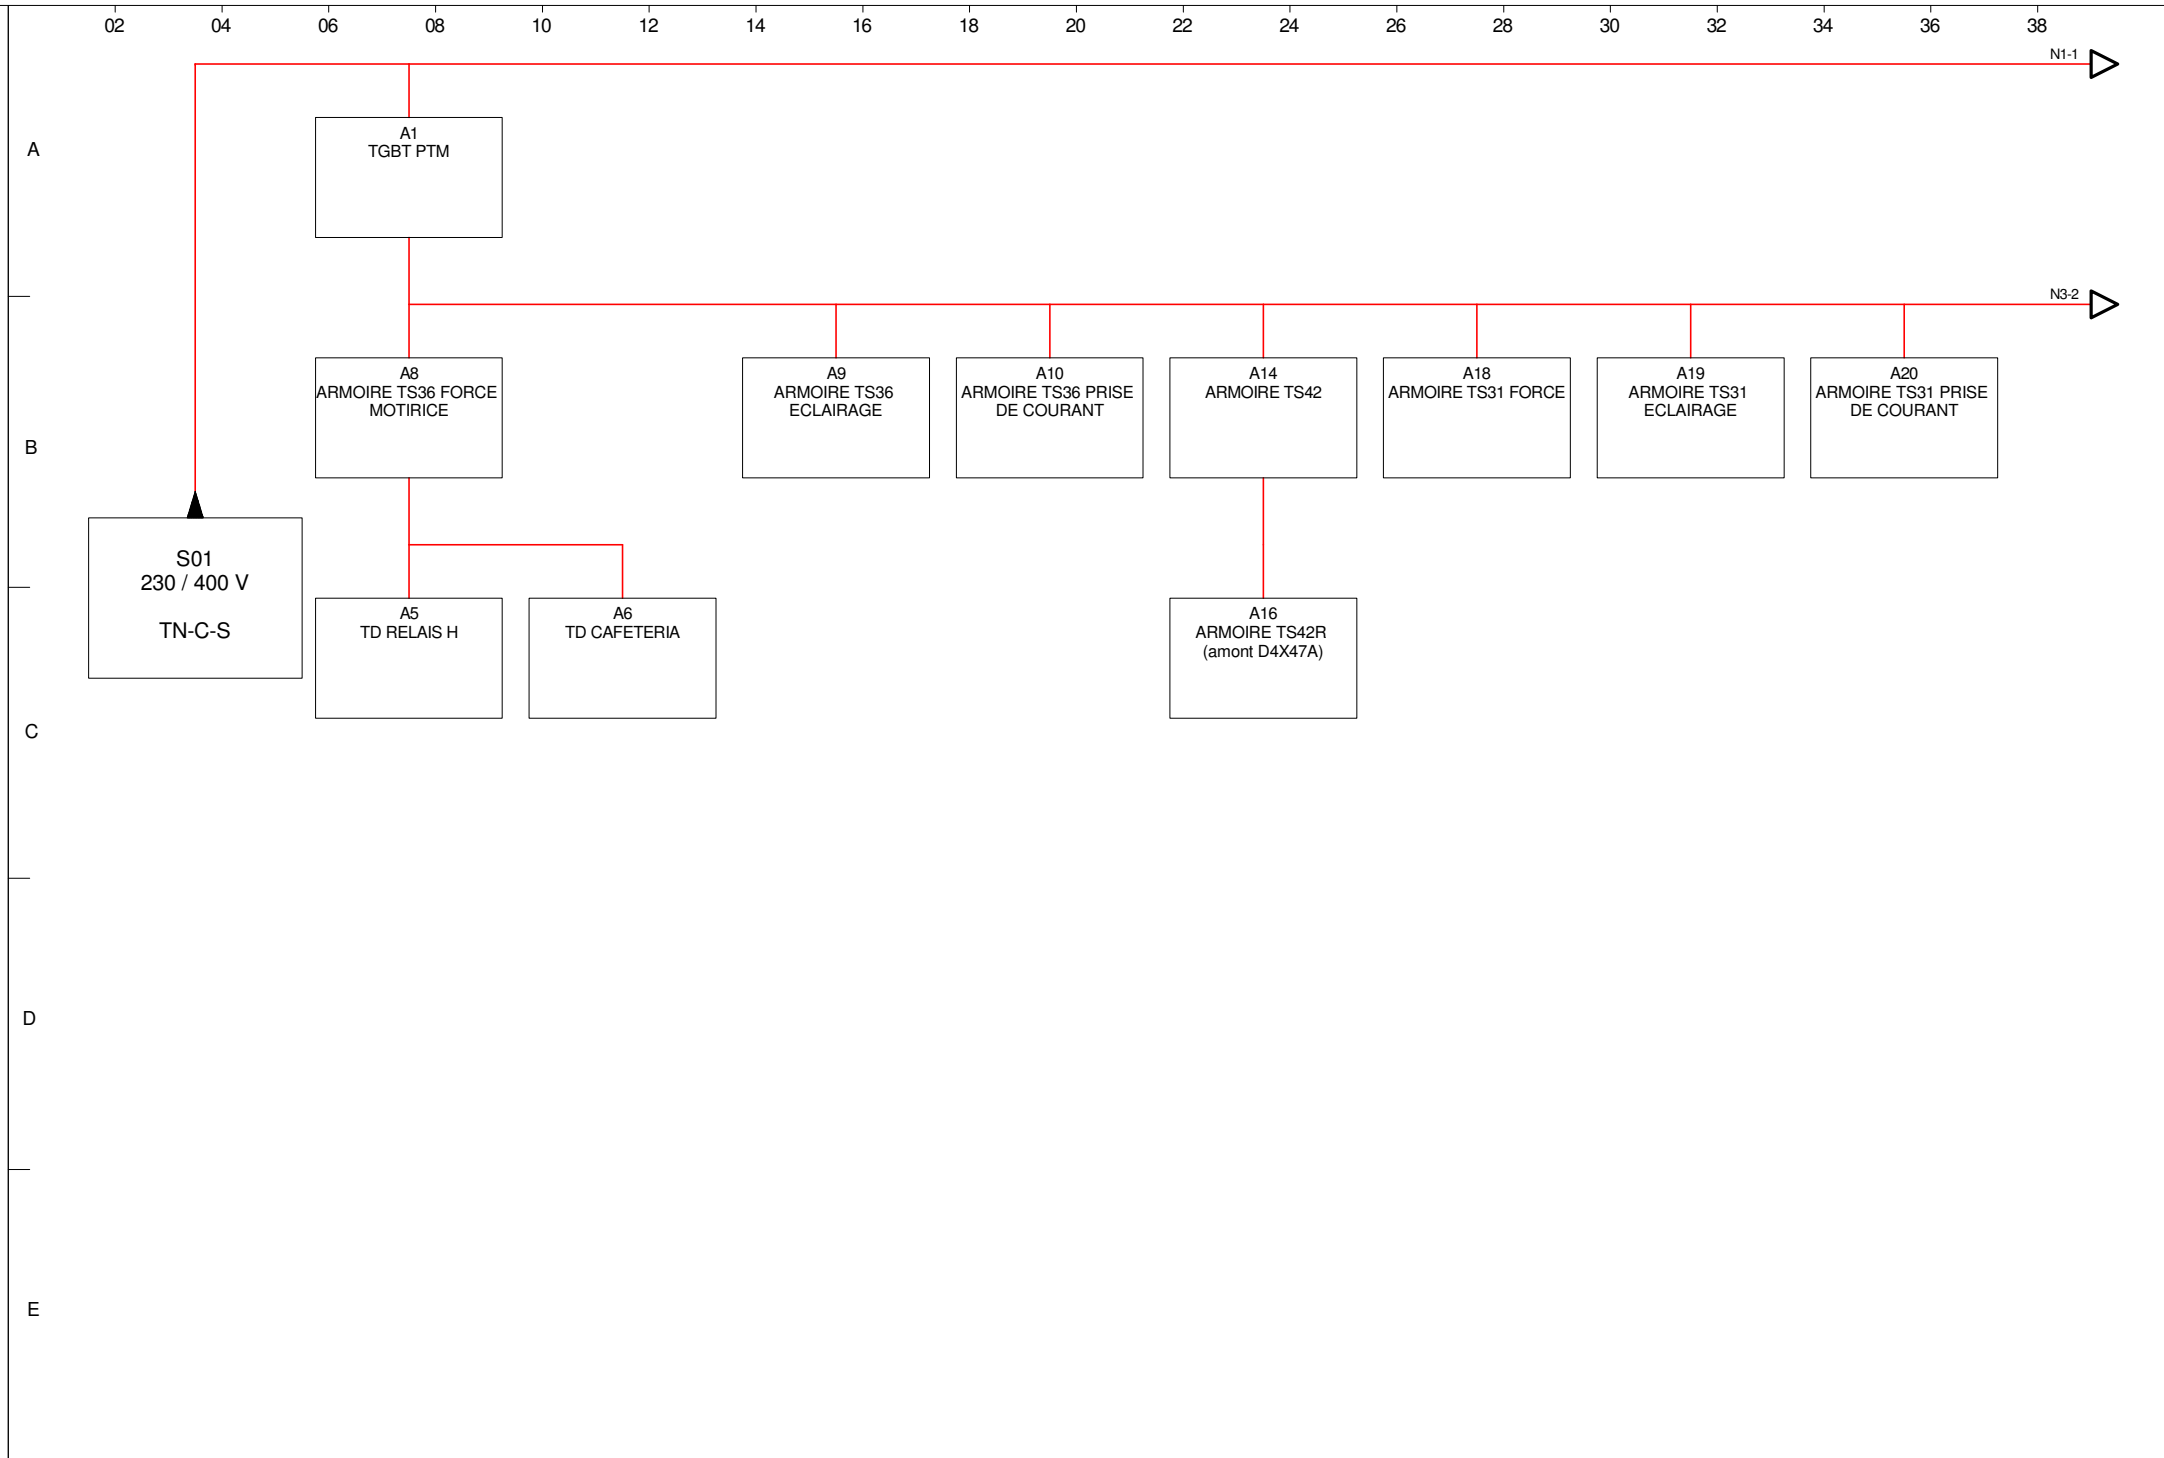 02 04 06 08 10 12 14 16 18 20 22 24 26 28 30 32 34 36 38
N1-1
A
A1
TGBT PTM
N3-2
B
A8
ARMOIRE TS36 FORCE
MOTIRICE
A9
ARMOIRE TS36
ECLAIRAGE
A10
ARMOIRE TS36 PRISE
DE COURANT
A14
ARMOIRE TS42
A18
ARMOIRE TS31 FORCE
A19
ARMOIRE TS31
ECLAIRAGE
A20
ARMOIRE TS31 PRISE
DE COURANT
S01
230 / 400 V
TN-C-S
A5
TD RELAIS H
A6
TD CAFETERIA
A16
ARMOIRE TS42R
(amont D4X47A)
C
D
E